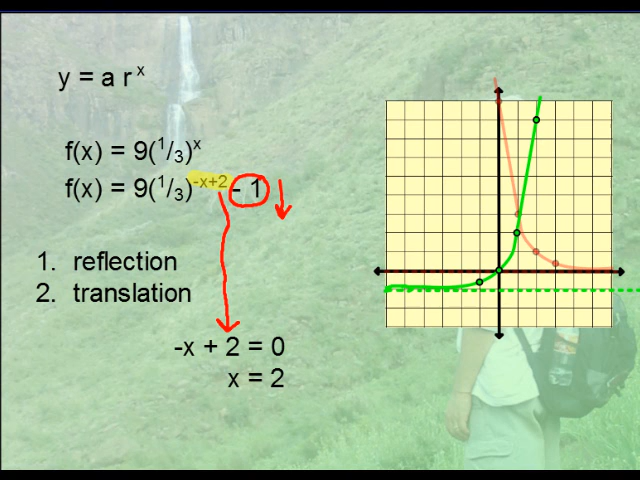 y = a r ˣ
f(x) = 9(¹/₃)ˣ
f(x) = 9(¹/₃)⁻ˣ⁺² - 1
1. reflection
2. translation
-x + 2 = 0
x = 2